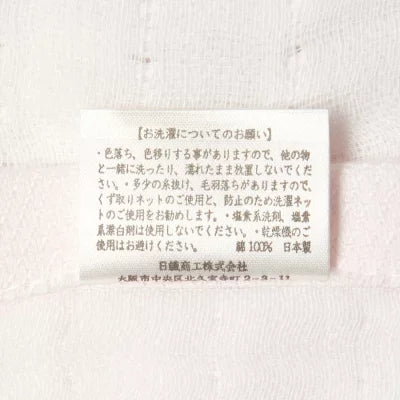 【お洗濯についてのお願い】
・色落ち、色移りする事がありますので、他の物
と一緒に洗ったり、濡れたまま放置しないでくだ
さい。・多少の糸抜け、毛羽落ちがありますので、
くず取りネットのご使用と、防止のため洗濯ネッ
トのご使用をお勧めします。・塩素系洗剤、塩素
系漂白剤は使用しないでください。・乾燥機のご
使用はお避けください。 綿100% 日本製
日繊商工株式会社
大阪市中央区北久宝寺町2-3-11